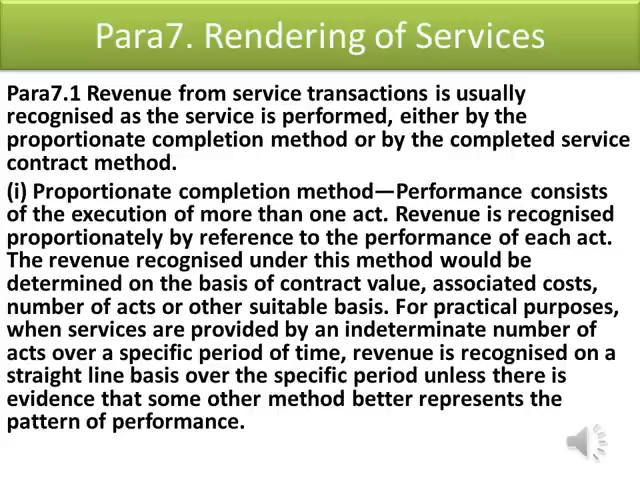 Para7. Rendering of Services
Para7.1 Revenue from service transactions is usually
recognised as the service is performed, either by the
proportionate completion method or by the completed service
contract method.
(i) Proportionate completion method—Performance consists
of the execution of more than one act. Revenue is recognised
proportionately by reference to the performance of each act.
The revenue recognised under this method would be
determined on the basis of contract value, associated costs,
number of acts or other suitable basis. For practical purposes,
when services are provided by an indeterminate number of
acts over a specific period of time, revenue is recognised on a
straight line basis over the specific period unless there is
evidence that some other method better represents the
pattern of performance.